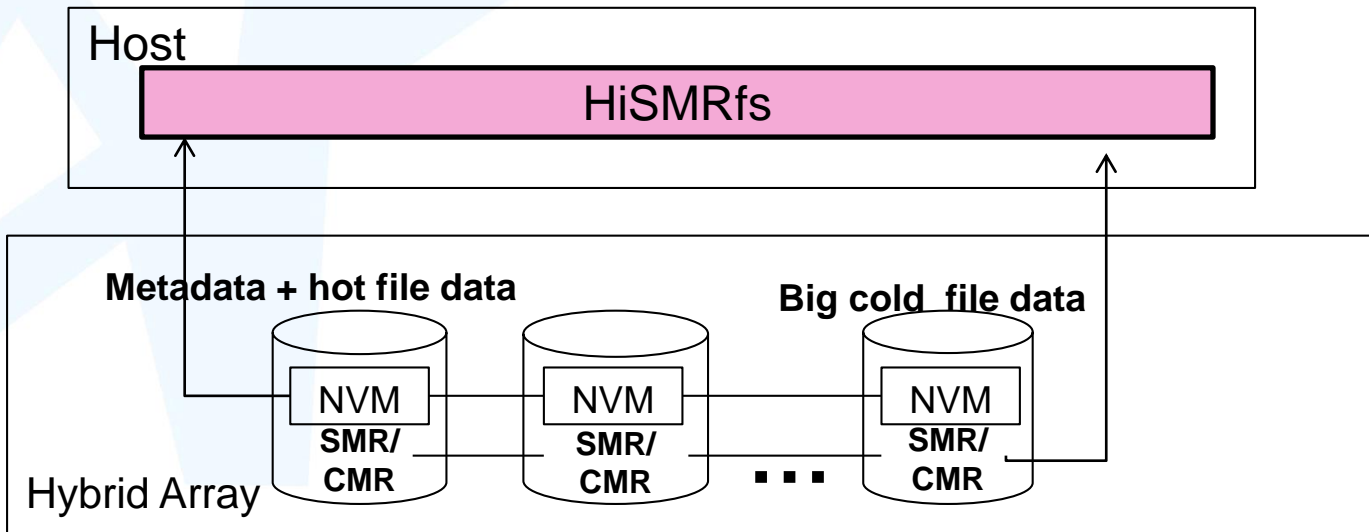 Host
HiSMRfs
Metadata + hot file data
Big cold file data
NVM
NVM
NVM
SMR/
CMR
SMR/
CMR
SMR/
CMR
...
Hybrid Array